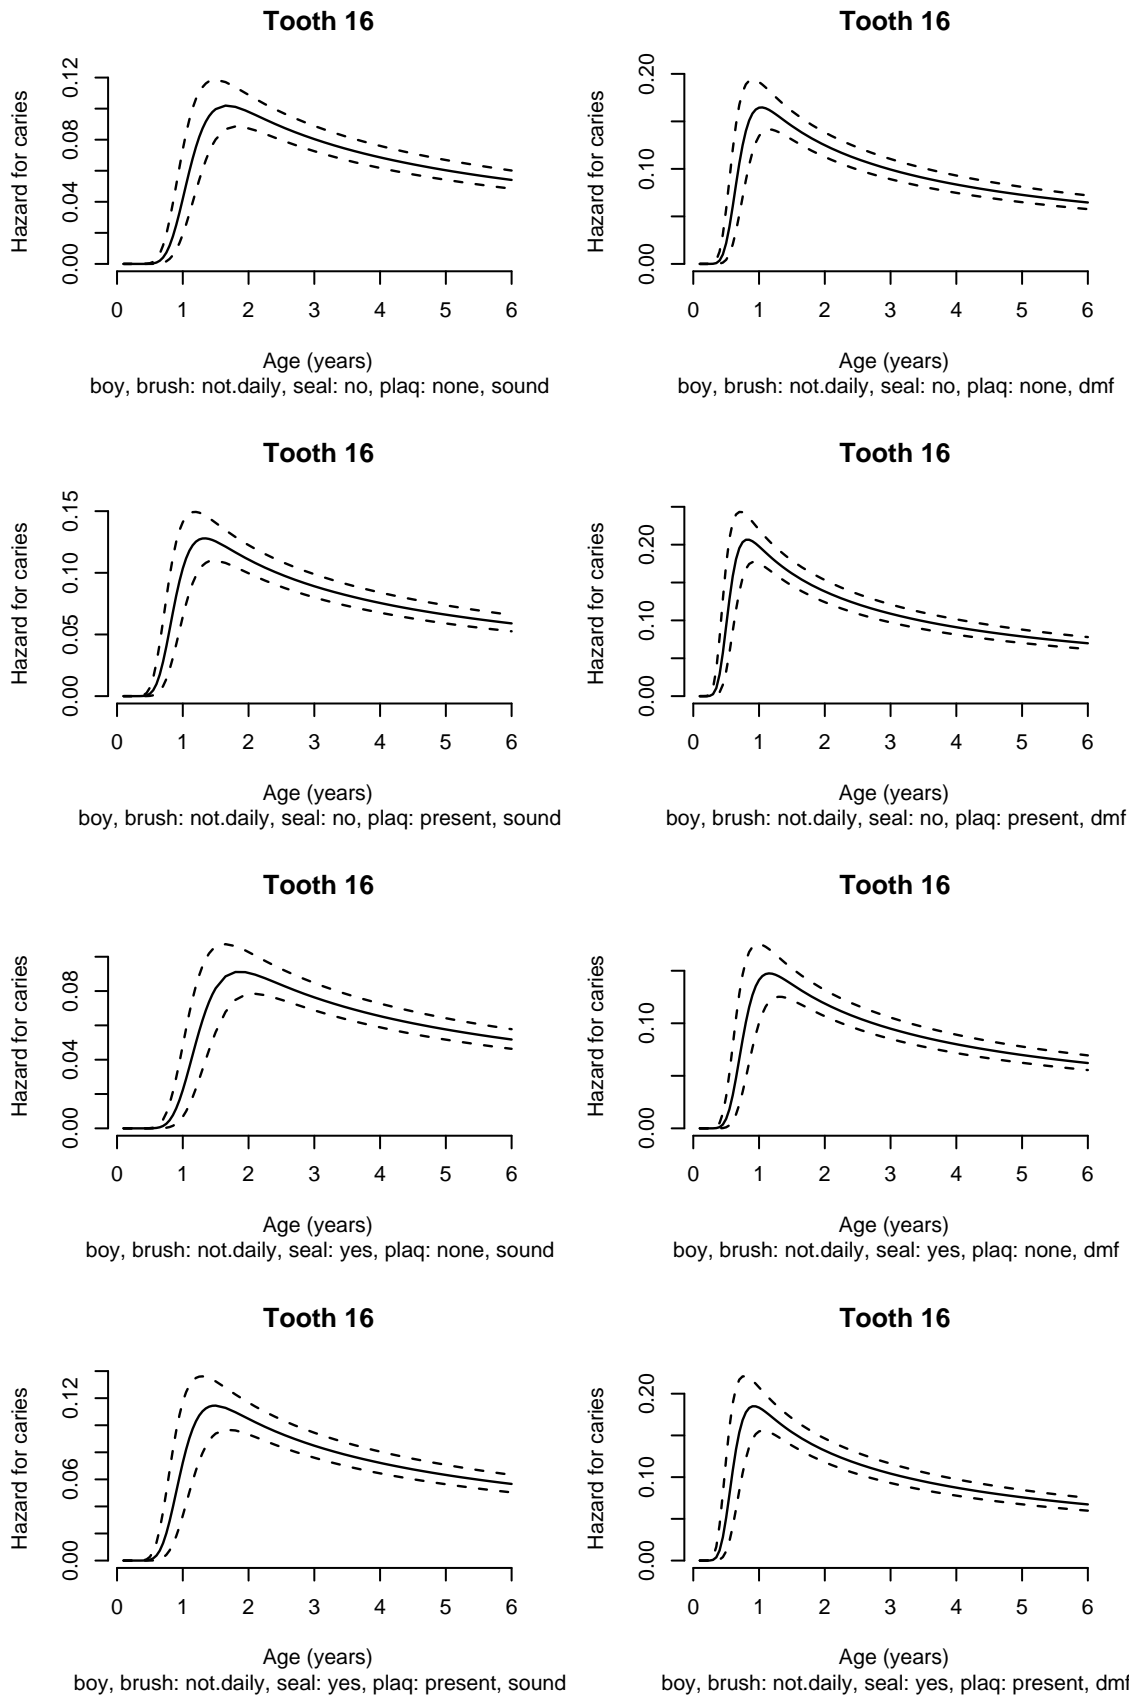 Tooth 16
Hazard for caries
0.00 0.04 0.08 0.12
0 1 2 3 4 5 6
Age (years)
boy, brush: not.daily, seal: no, plaq: none, sound
Tooth 16
Hazard for caries
0.00 0.10 0.20
0 1 2 3 4 5 6
Age (years)
boy, brush: not.daily, seal: no, plaq: none, dmf
Tooth 16
Hazard for caries
0.00 0.05 0.10 0.15
0 1 2 3 4 5 6
Age (years)
boy, brush: not.daily, seal: no, plaq: present, sound
Tooth 16
Hazard for caries
0.00 0.10 0.20
0 1 2 3 4 5 6
Age (years)
boy, brush: not.daily, seal: no, plaq: present, dmf
Tooth 16
Hazard for caries
0.00 0.04 0.08
0 1 2 3 4 5 6
Age (years)
boy, brush: not.daily, seal: yes, plaq: none, sound
Tooth 16
Hazard for caries
0.00 0.10
0 1 2 3 4 5 6
Age (years)
boy, brush: not.daily, seal: yes, plaq: none, dmf
Tooth 16
Hazard for caries
0.00 0.06 0.12
0 1 2 3 4 5 6
Age (years)
boy, brush: not.daily, seal: yes, plaq: present, sound
Tooth 16
Hazard for caries
0.00 0.10 0.20
0 1 2 3 4 5 6
Age (years)
boy, brush: not.daily, seal: yes, plaq: present, dmf